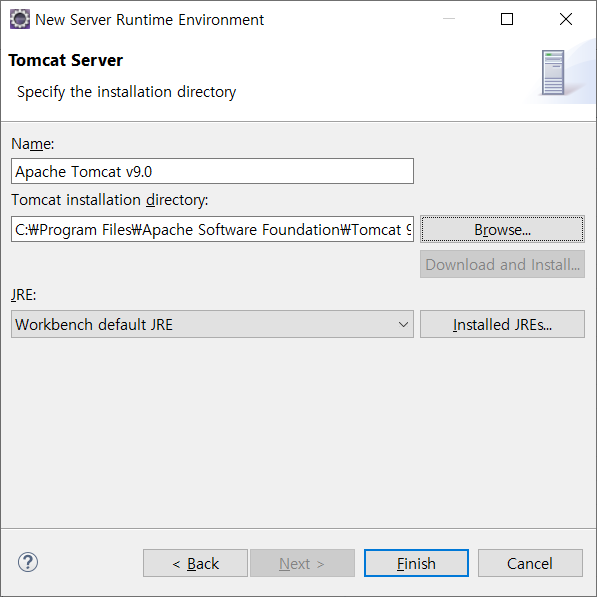 New Server Runtime Environment
Tomcat Server
Specify the installation directory
Name:
Apache Tomcat v9.0
Tomcat installation directory:
C:₩Program Files₩Apache Software Foundation₩Tomcat 9
Browse...
Download and Install...
JRE:
Workbench default JRE
Installed JREs...
?
< Back
Next >
Finish
Cancel